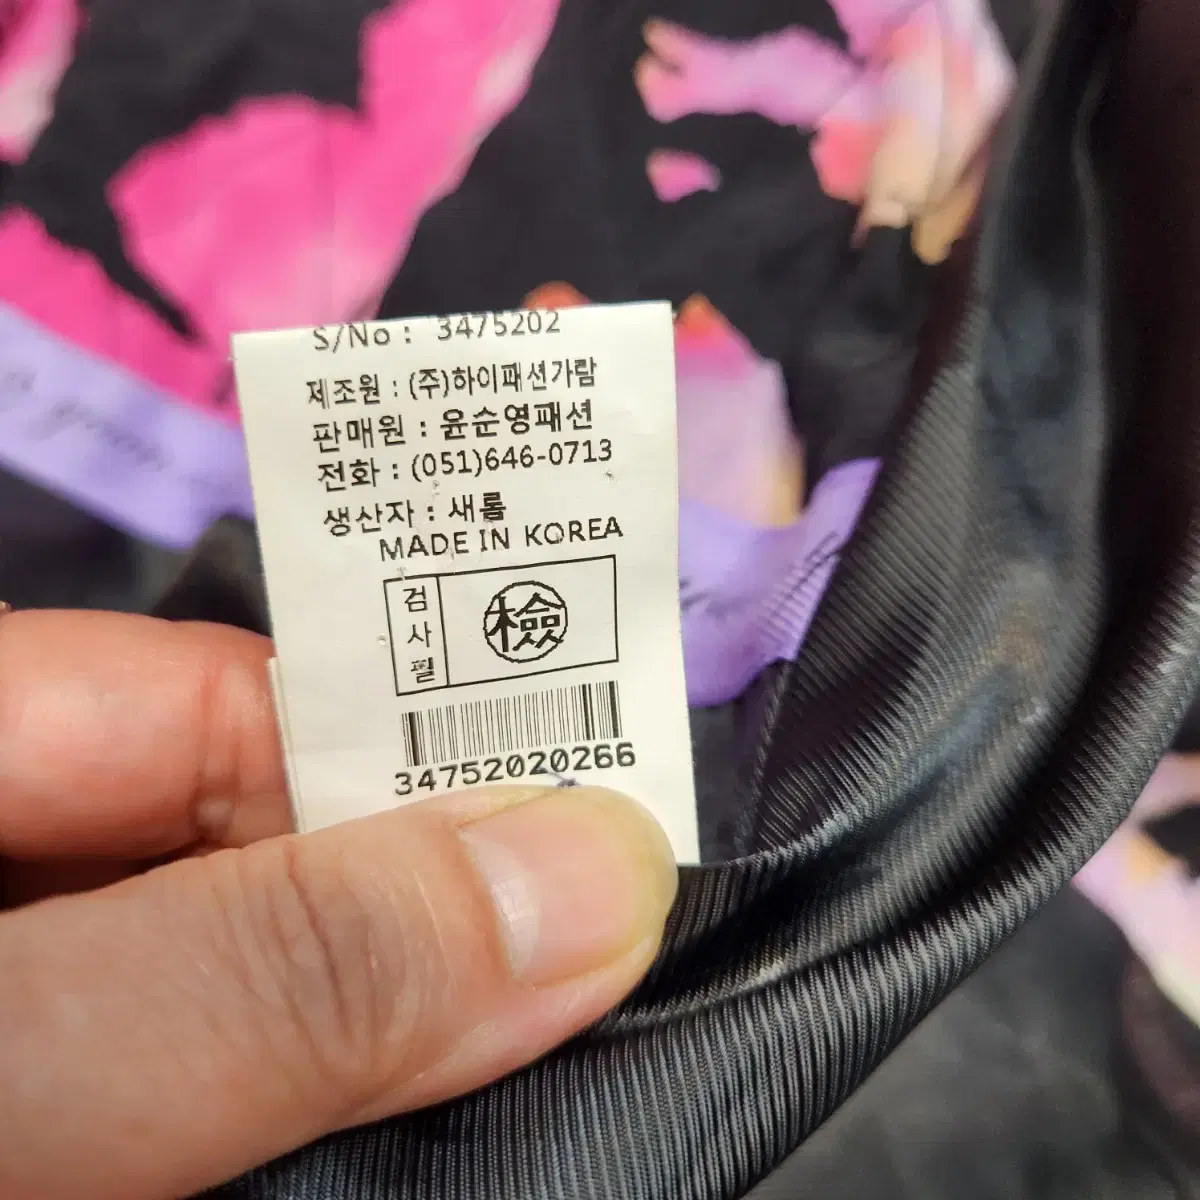 S/No : 3475202
제조원 : (주)하이패션가람
판매원 : 윤순영패션
전화 : (051)646-0713
생산자 : 새롬
MADE IN KOREA
검사필
檢
34752020266